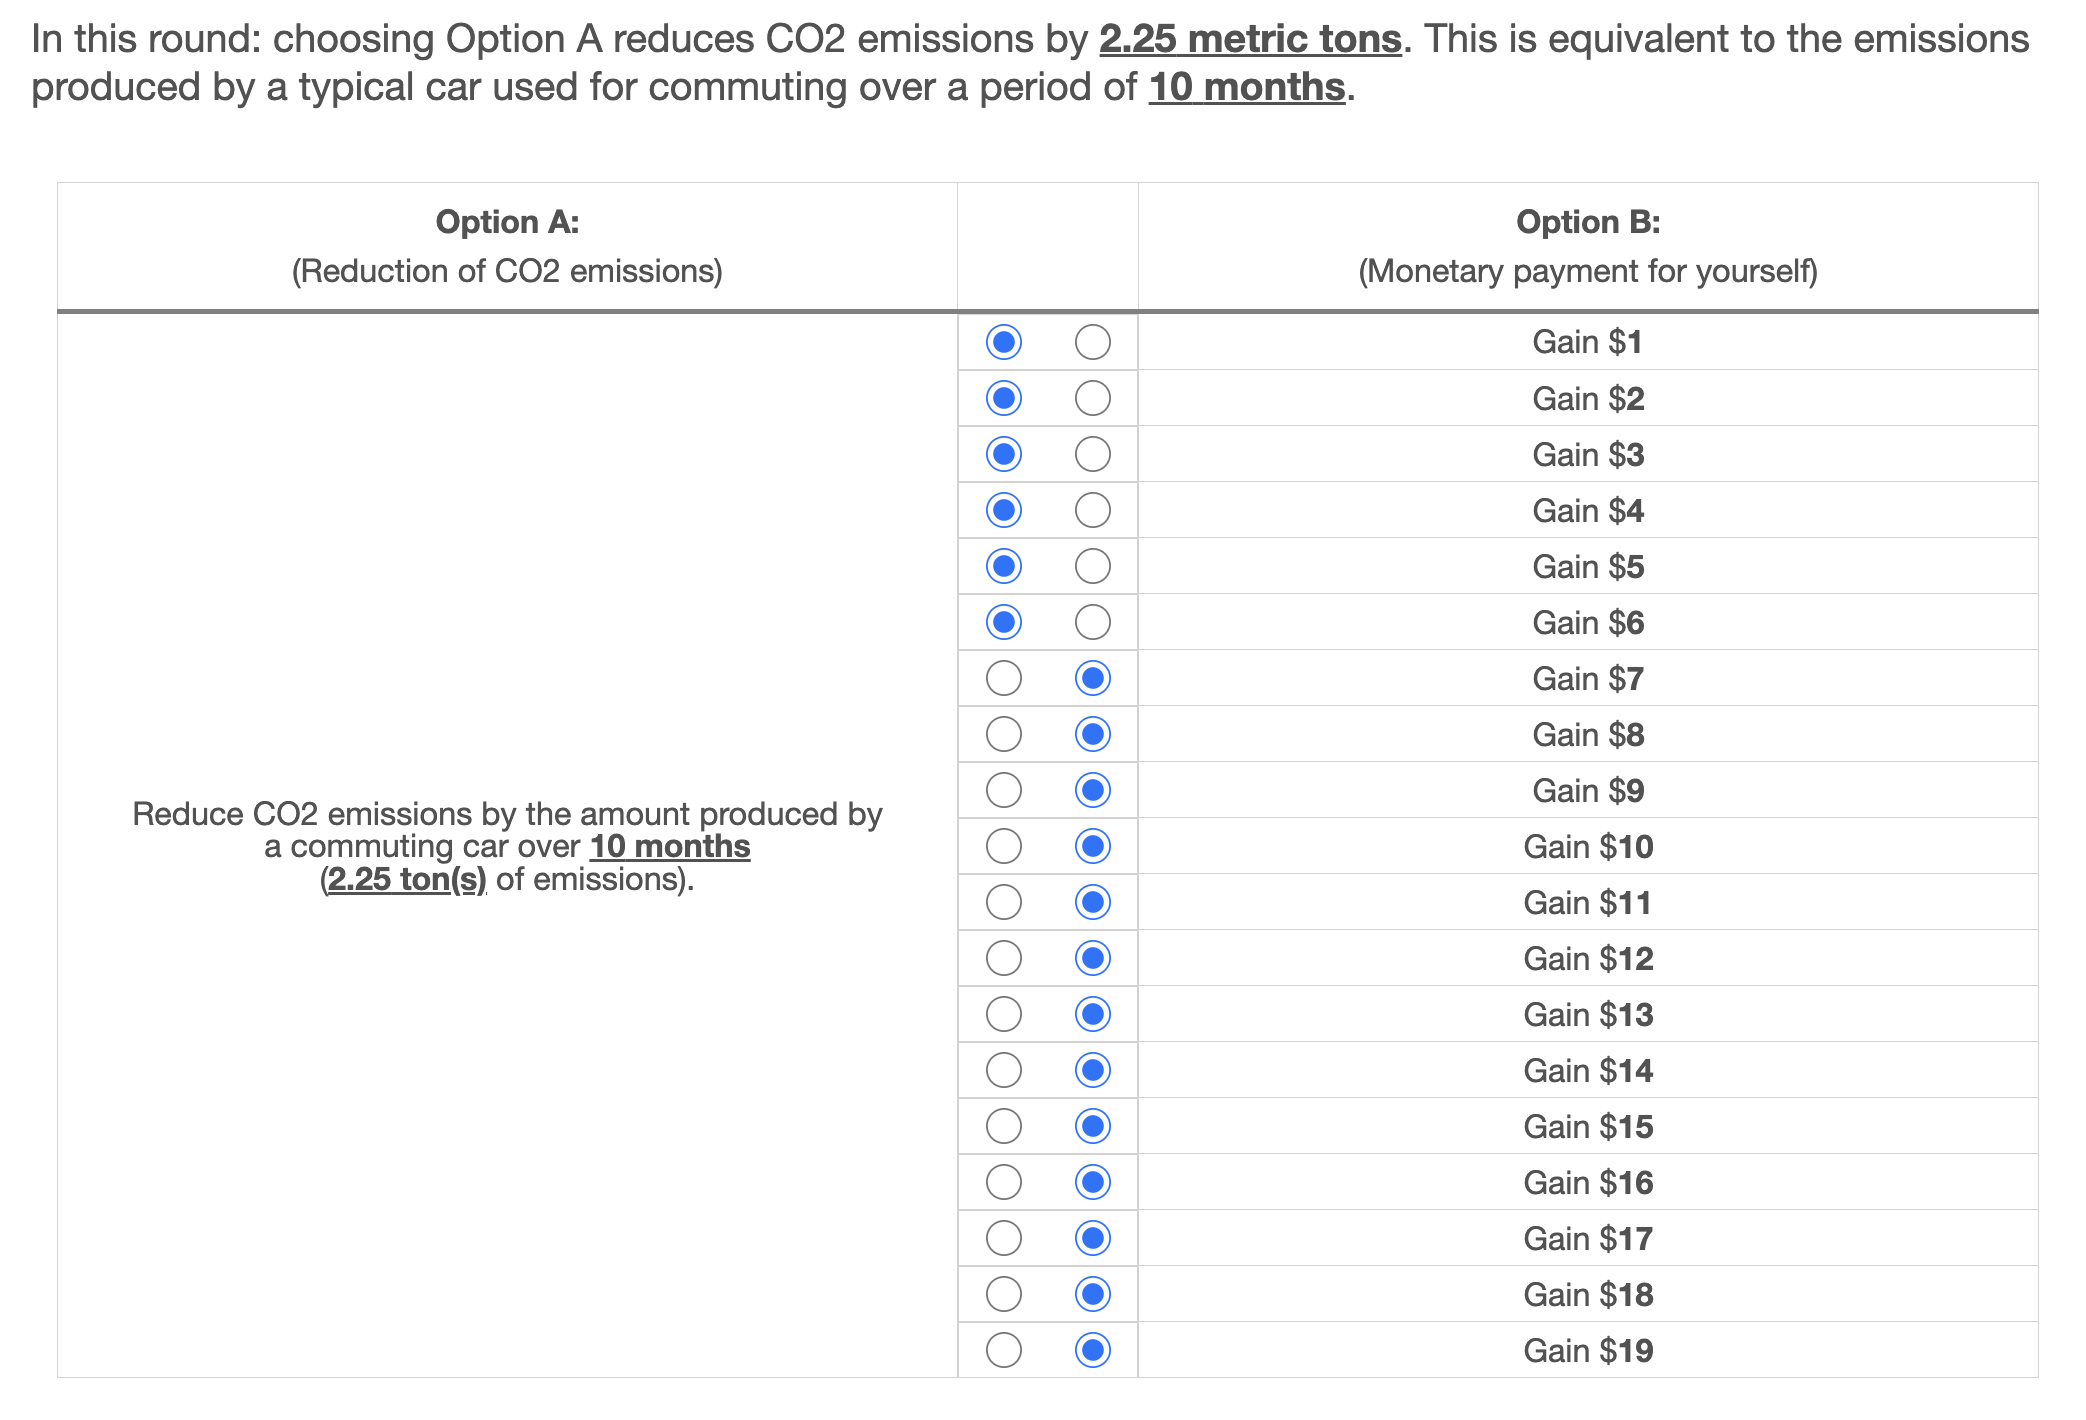 In this round: choosing Option A reduces CO2 emissions by 2.25 metric tons. This is equivalent to the emissions
produced by a typical car used for commuting over a period of 10 months.
Option A:
(Reduction of CO2 emissions)
Option B:
(Monetary payment for yourself)
Reduce CO2 emissions by the amount produced by
a commuting car over 10 months
(2.25 ton(s) of emissions).
Gain $1
Gain $2
Gain $3
Gain $4
Gain $5
Gain $6
Gain $7
Gain $8
Gain $9
Gain $10
Gain $11
Gain $12
Gain $13
Gain $14
Gain $15
Gain $16
Gain $17
Gain $18
Gain $19